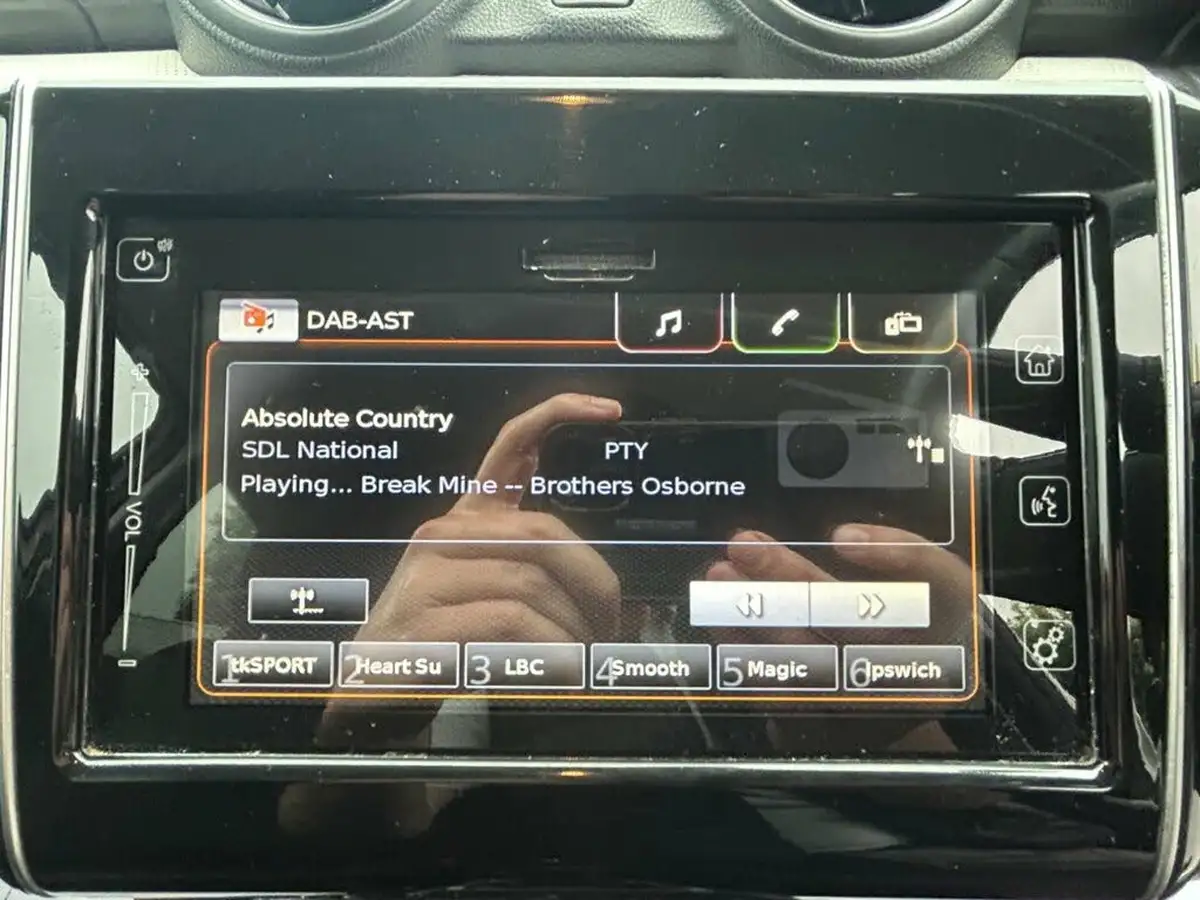 DAB-AST
Absolute Country
SDL National PTY
Playing... Break Mine -- Brothers Osborne
VOL
1 tkSPORT 2 Heart Su 3 LBC 4 Smooth 5 Magic 6 Ipswich